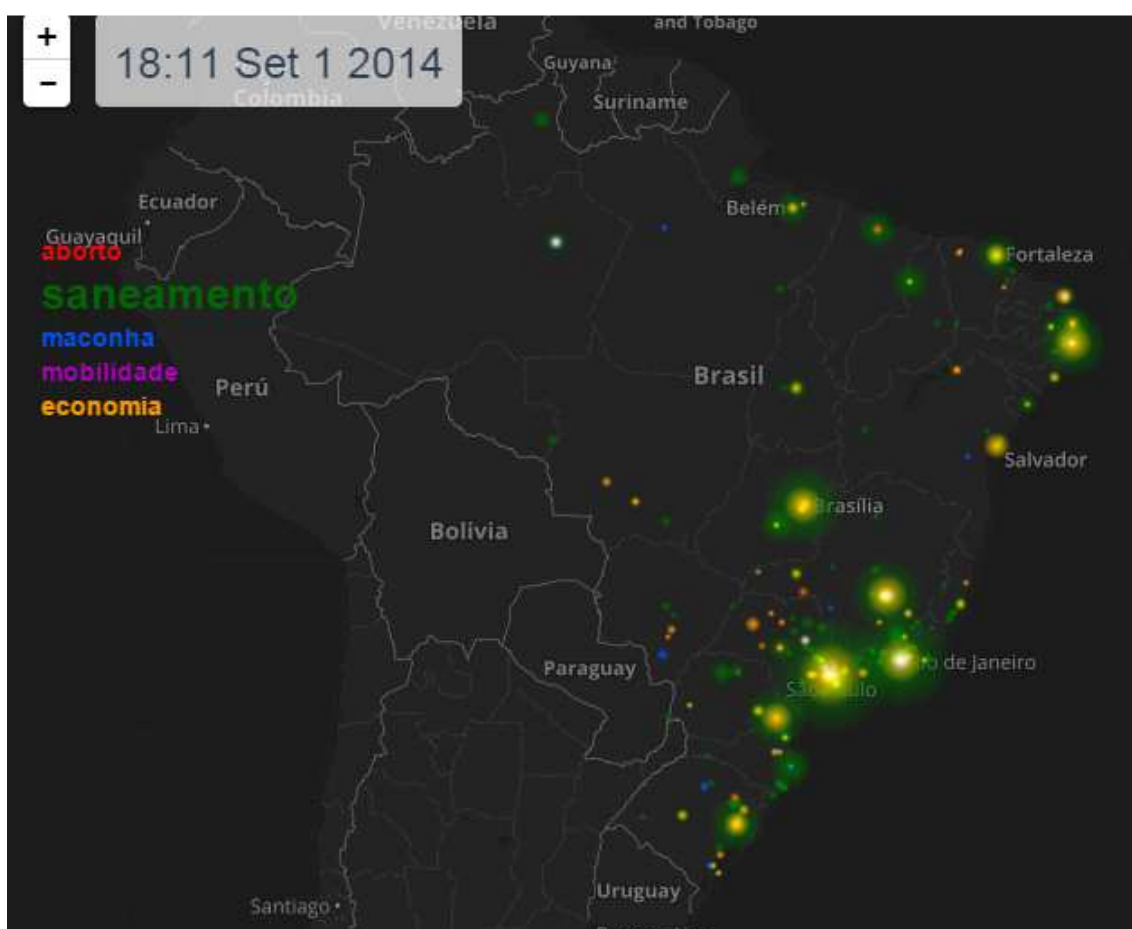 +
−
18:11 Set 1 2014
Venezuela
and Tobago
Colombia
Guyana
Suriname
Ecuador
Guayaquil
Belém
Fortaleza
aborto
saneamento
maconha
mobilidade
economia
Perú
Lima
Brasil
Salvador
Brasília
Bolivia
Paraguay
de Janeiro
Uruguay
Santiago